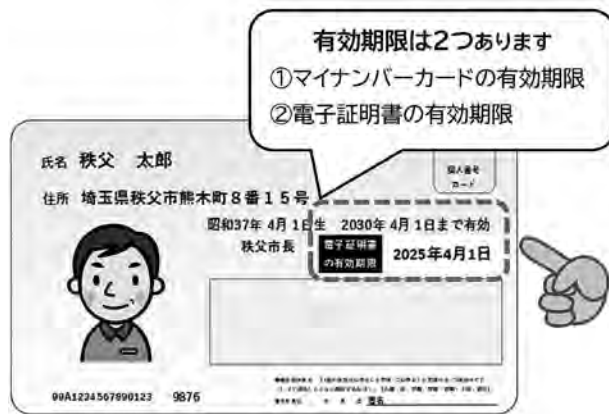 有効期限は2つあります
①マイナンバーカードの有効期限
②電子証明書の有効期限
個人番号
カード
氏名 秩父 太郎
住所 埼玉県秩父市熊木町8番15号
昭和37年 4月 1日生 2030年 4月 1日まで有効
秩父市長
電子証明書
の有効期限
2025年4月1日
99A1234567890123 9876
署名